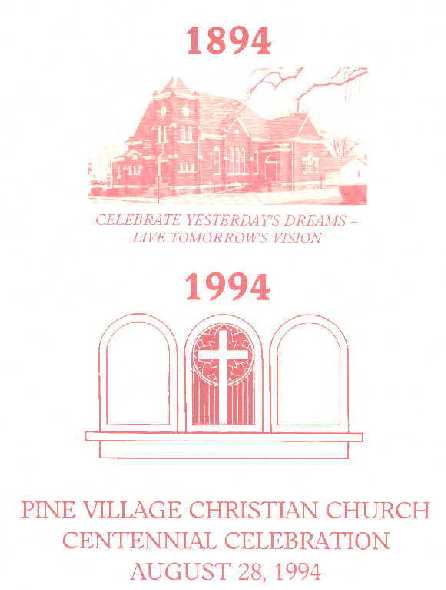 1894
CELEBRATE YESTERDAY'S DREAMS –
LIVE TOMORROW'S VISION
1994
PINE VILLAGE CHRISTIAN CHURCH
CENTENNIAL CELEBRATION
AUGUST 28, 1994